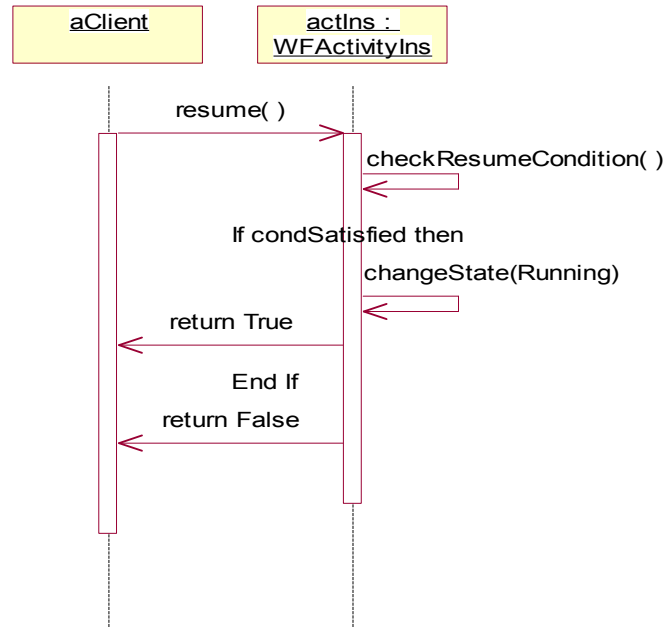 aClient
actIns :
WFActivityIns
resume( )
checkResumeCondition( )
If condSatisfied then
changeState(Running)
return True
End If
return False